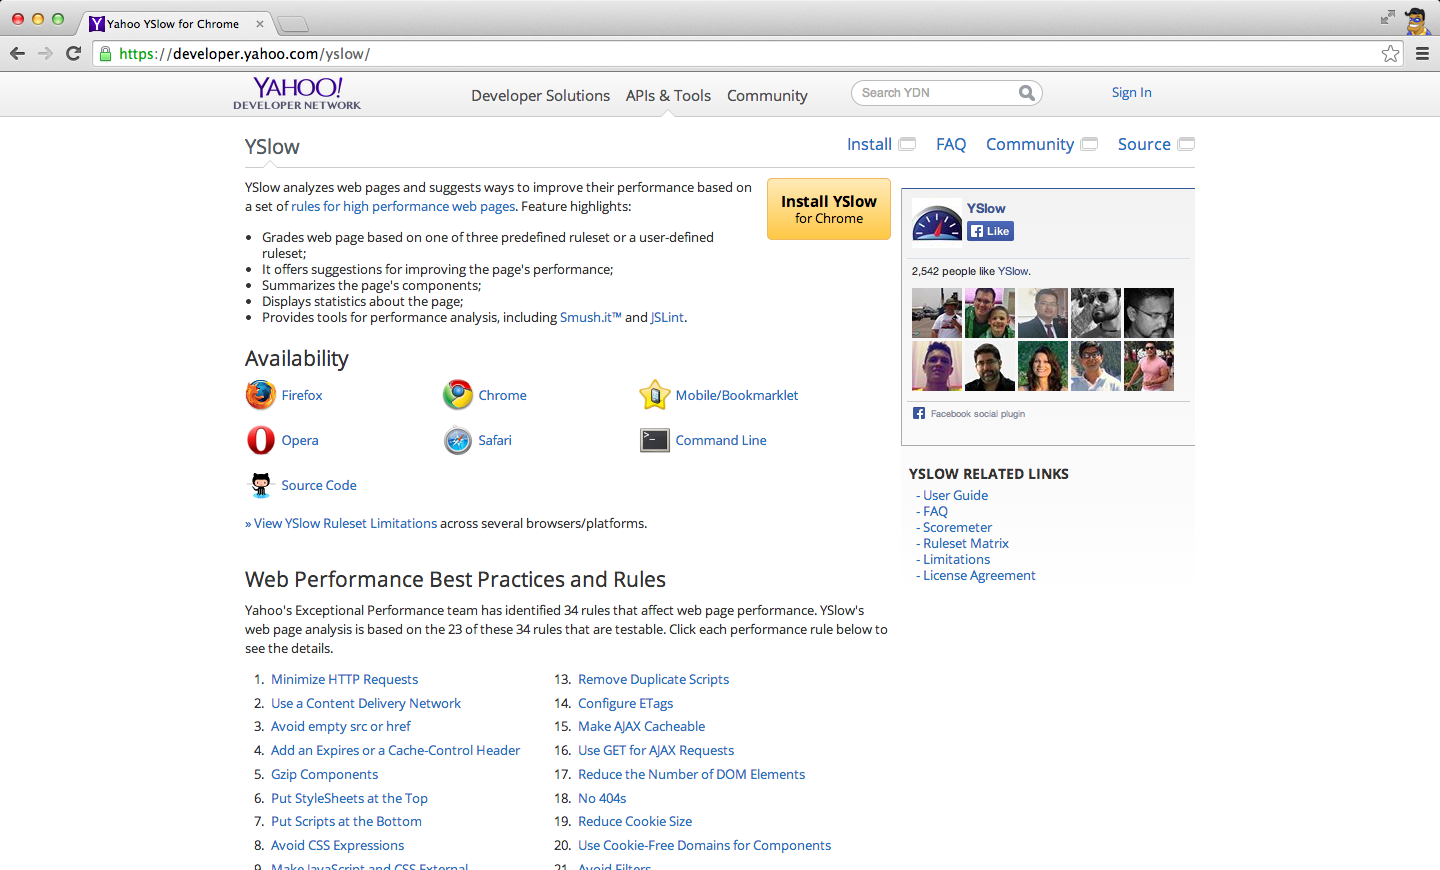 Yahoo YSlow for Chrome
https://developer.yahoo.com/yslow/
YAHOO!
DEVELOPER NETWORK
Developer Solutions
APIs & Tools
Community
Search YDN
Sign In
YSlow
Install
FAQ
Community
Source
YSlow analyzes web pages and suggests ways to improve their performance based on
a set of rules for high performance web pages. Feature highlights:
Install YSlow
for Chrome
• Grades web page based on one of three predefined ruleset or a user-defined
ruleset;
• It offers suggestions for improving the page's performance;
• Summarizes the page's components;
• Displays statistics about the page;
• Provides tools for performance analysis, including Smush.it™ and JSLint.
Availability
Firefox
Chrome
Mobile/Bookmarklet
Opera
Safari
Command Line
Source Code
» View YSlow Ruleset Limitations across several browsers/platforms.
Web Performance Best Practices and Rules
Yahoo's Exceptional Performance team has identified 34 rules that affect web page performance. YSlow's
web page analysis is based on the 23 of these 34 rules that are testable. Click each performance rule below to
see the details.
1. Minimize HTTP Requests
2. Use a Content Delivery Network
3. Avoid empty src or href
4. Add an Expires or a Cache-Control Header
5. Gzip Components
6. Put StyleSheets at the Top
7. Put Scripts at the Bottom
8. Avoid CSS Expressions
9. Make JavaScript and CSS External
13. Remove Duplicate Scripts
14. Configure ETags
15. Make AJAX Cacheable
16. Use GET for AJAX Requests
17. Reduce the Number of DOM Elements
18. No 404s
19. Reduce Cookie Size
20. Use Cookie-Free Domains for Components
21. Avoid Filters
YSlow
Like
2,542 people like YSlow.
Facebook social plugin
YSLOW RELATED LINKS
- User Guide
- FAQ
- Scoremeter
- Ruleset Matrix
- Limitations
- License Agreement